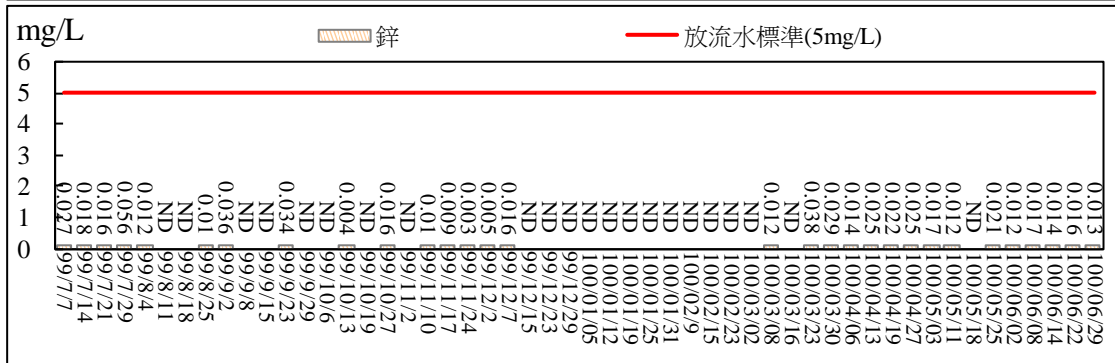 mg/L
鋅
放流水標準(5mg/L)
6
5
4
3
2
1
0
0.027 0.018 0.016 0.056 0.012 ND ND 0.01 0.036 ND ND 0.034 ND ND 0.004 ND 0.016 ND 0.01 0.009 0.003 0.005 0.016 ND ND ND ND ND ND ND ND ND ND ND ND 0.012 ND 0.038 0.029 0.014 0.025 0.022 0.025 0.017 0.012 ND 0.021 0.012 0.017 0.014 0.016 0.013
99/7/7 99/7/14 99/7/21 99/7/29 99/8/4 99/8/11 99/8/18 99/8/25 99/9/2 99/9/8 99/9/15 99/9/23 99/9/29 99/10/6 99/10/13 99/10/19 99/10/27 99/11/2 99/11/10 99/11/17 99/11/24 99/12/2 99/12/7 99/12/15 99/12/23 99/12/29 100/01/05 100/01/12 100/01/19 100/01/25 100/01/31 100/02/9 100/02/15 100/02/23 100/03/02 100/03/08 100/03/16 100/03/23 100/03/30 100/04/06 100/04/13 100/04/19 100/04/27 100/05/03 100/05/11 100/05/18 100/05/25 100/06/02 100/06/08 100/06/14 100/06/22 100/06/29